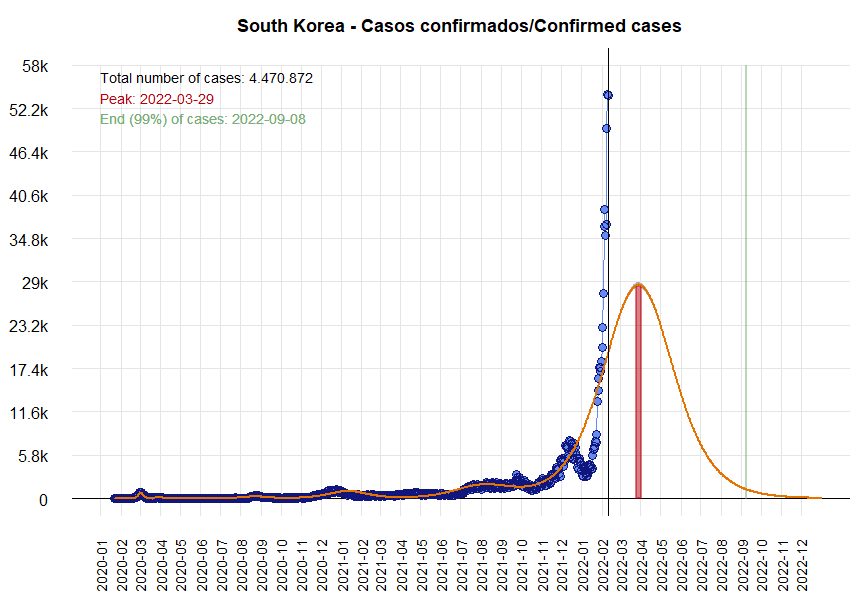 South Korea - Casos confirmados/Confirmed cases
58k
52.2k
46.4k
40.6k
34.8k
29k
23.2k
17.4k
11.6k
5.8k
0
Total number of cases: 4.470.872
Peak: 2022-03-29
End (99%) of cases: 2022-09-08
2020-01
2020-02
2020-03
2020-04
2020-05
2020-06
2020-07
2020-08
2020-09
2020-10
2020-11
2020-12
2021-01
2021-02
2021-03
2021-04
2021-05
2021-06
2021-07
2021-08
2021-09
2021-10
2021-11
2021-12
2022-01
2022-02
2022-03
2022-04
2022-05
2022-06
2022-07
2022-08
2022-09
2022-10
2022-11
2022-12